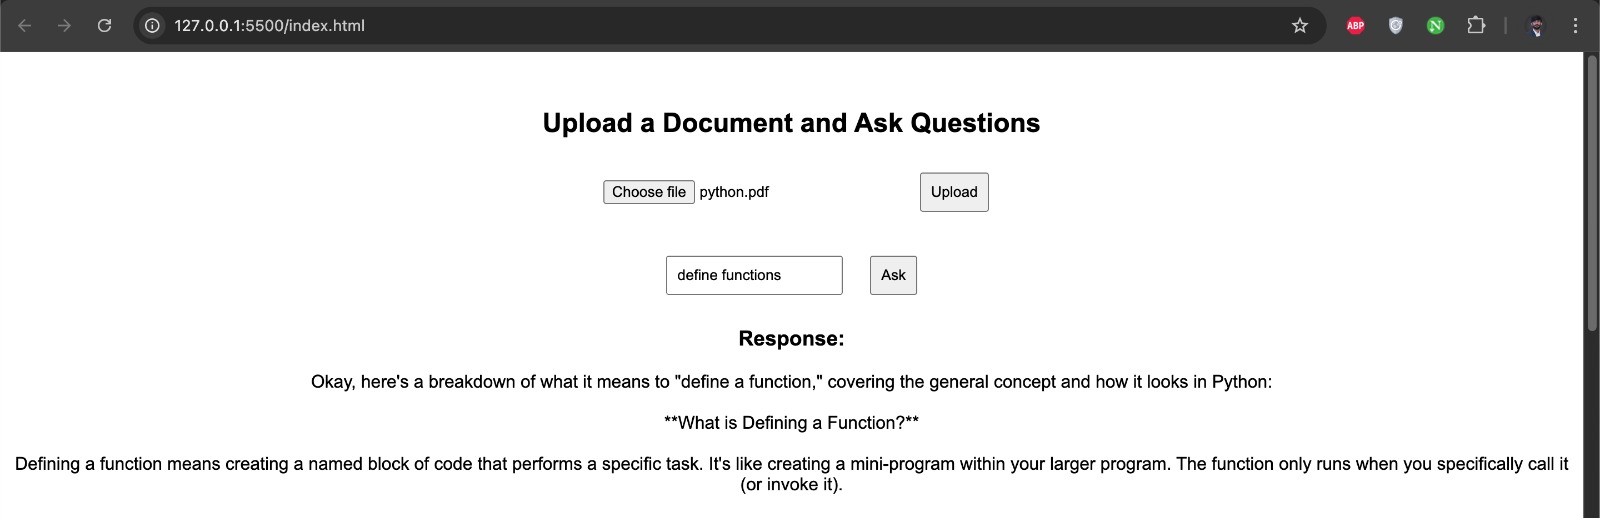 127.0.0.1:5500/index.html
ABP
N
Upload a Document and Ask Questions
Choose file python.pdf Upload
define functions Ask
Response:
Okay, here's a breakdown of what it means to "define a function," covering the general concept and how it looks in Python:
**What is Defining a Function?**
Defining a function means creating a named block of code that performs a specific task. It's like creating a mini-program within your larger program. The function only runs when you specifically call it
(or invoke it).